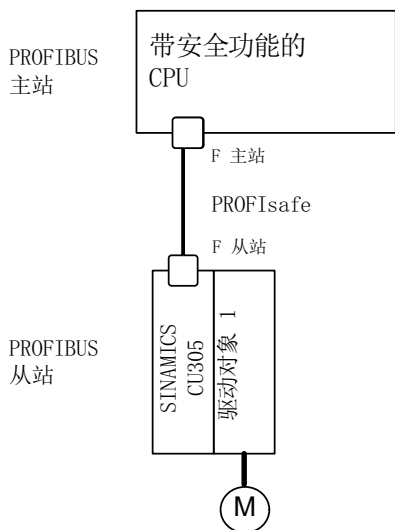 PROFIBUS
主站
带安全功能的
CPU
F 主站
PROFIsafe
F 从站
PROFIBUS
从站
SINAMICS
CU305
驱动对象 1
M